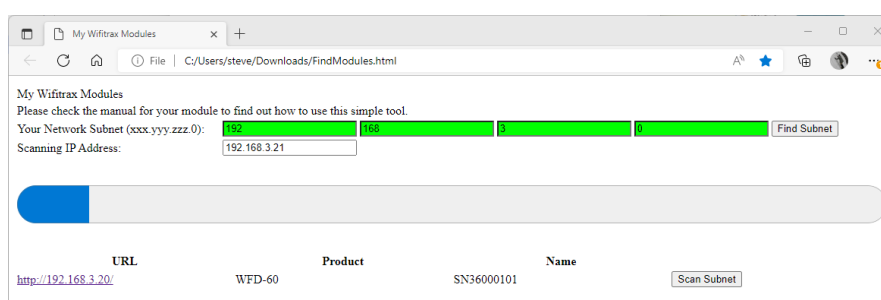 My Wifitrax Modules
File C:/Users/steve/Downloads/FindModules.html
My Wifitrax Modules
Please check the manual for your module to find out how to use this simple tool.
Your Network Subnet (xxx.yyy.zzz.0): 192 168 3 0 Find Subnet
Scanning IP Address: 192.168.3.21
URL Product Name
http://192.168.3.20/ WFD-60 SN36000101 Scan Subnet